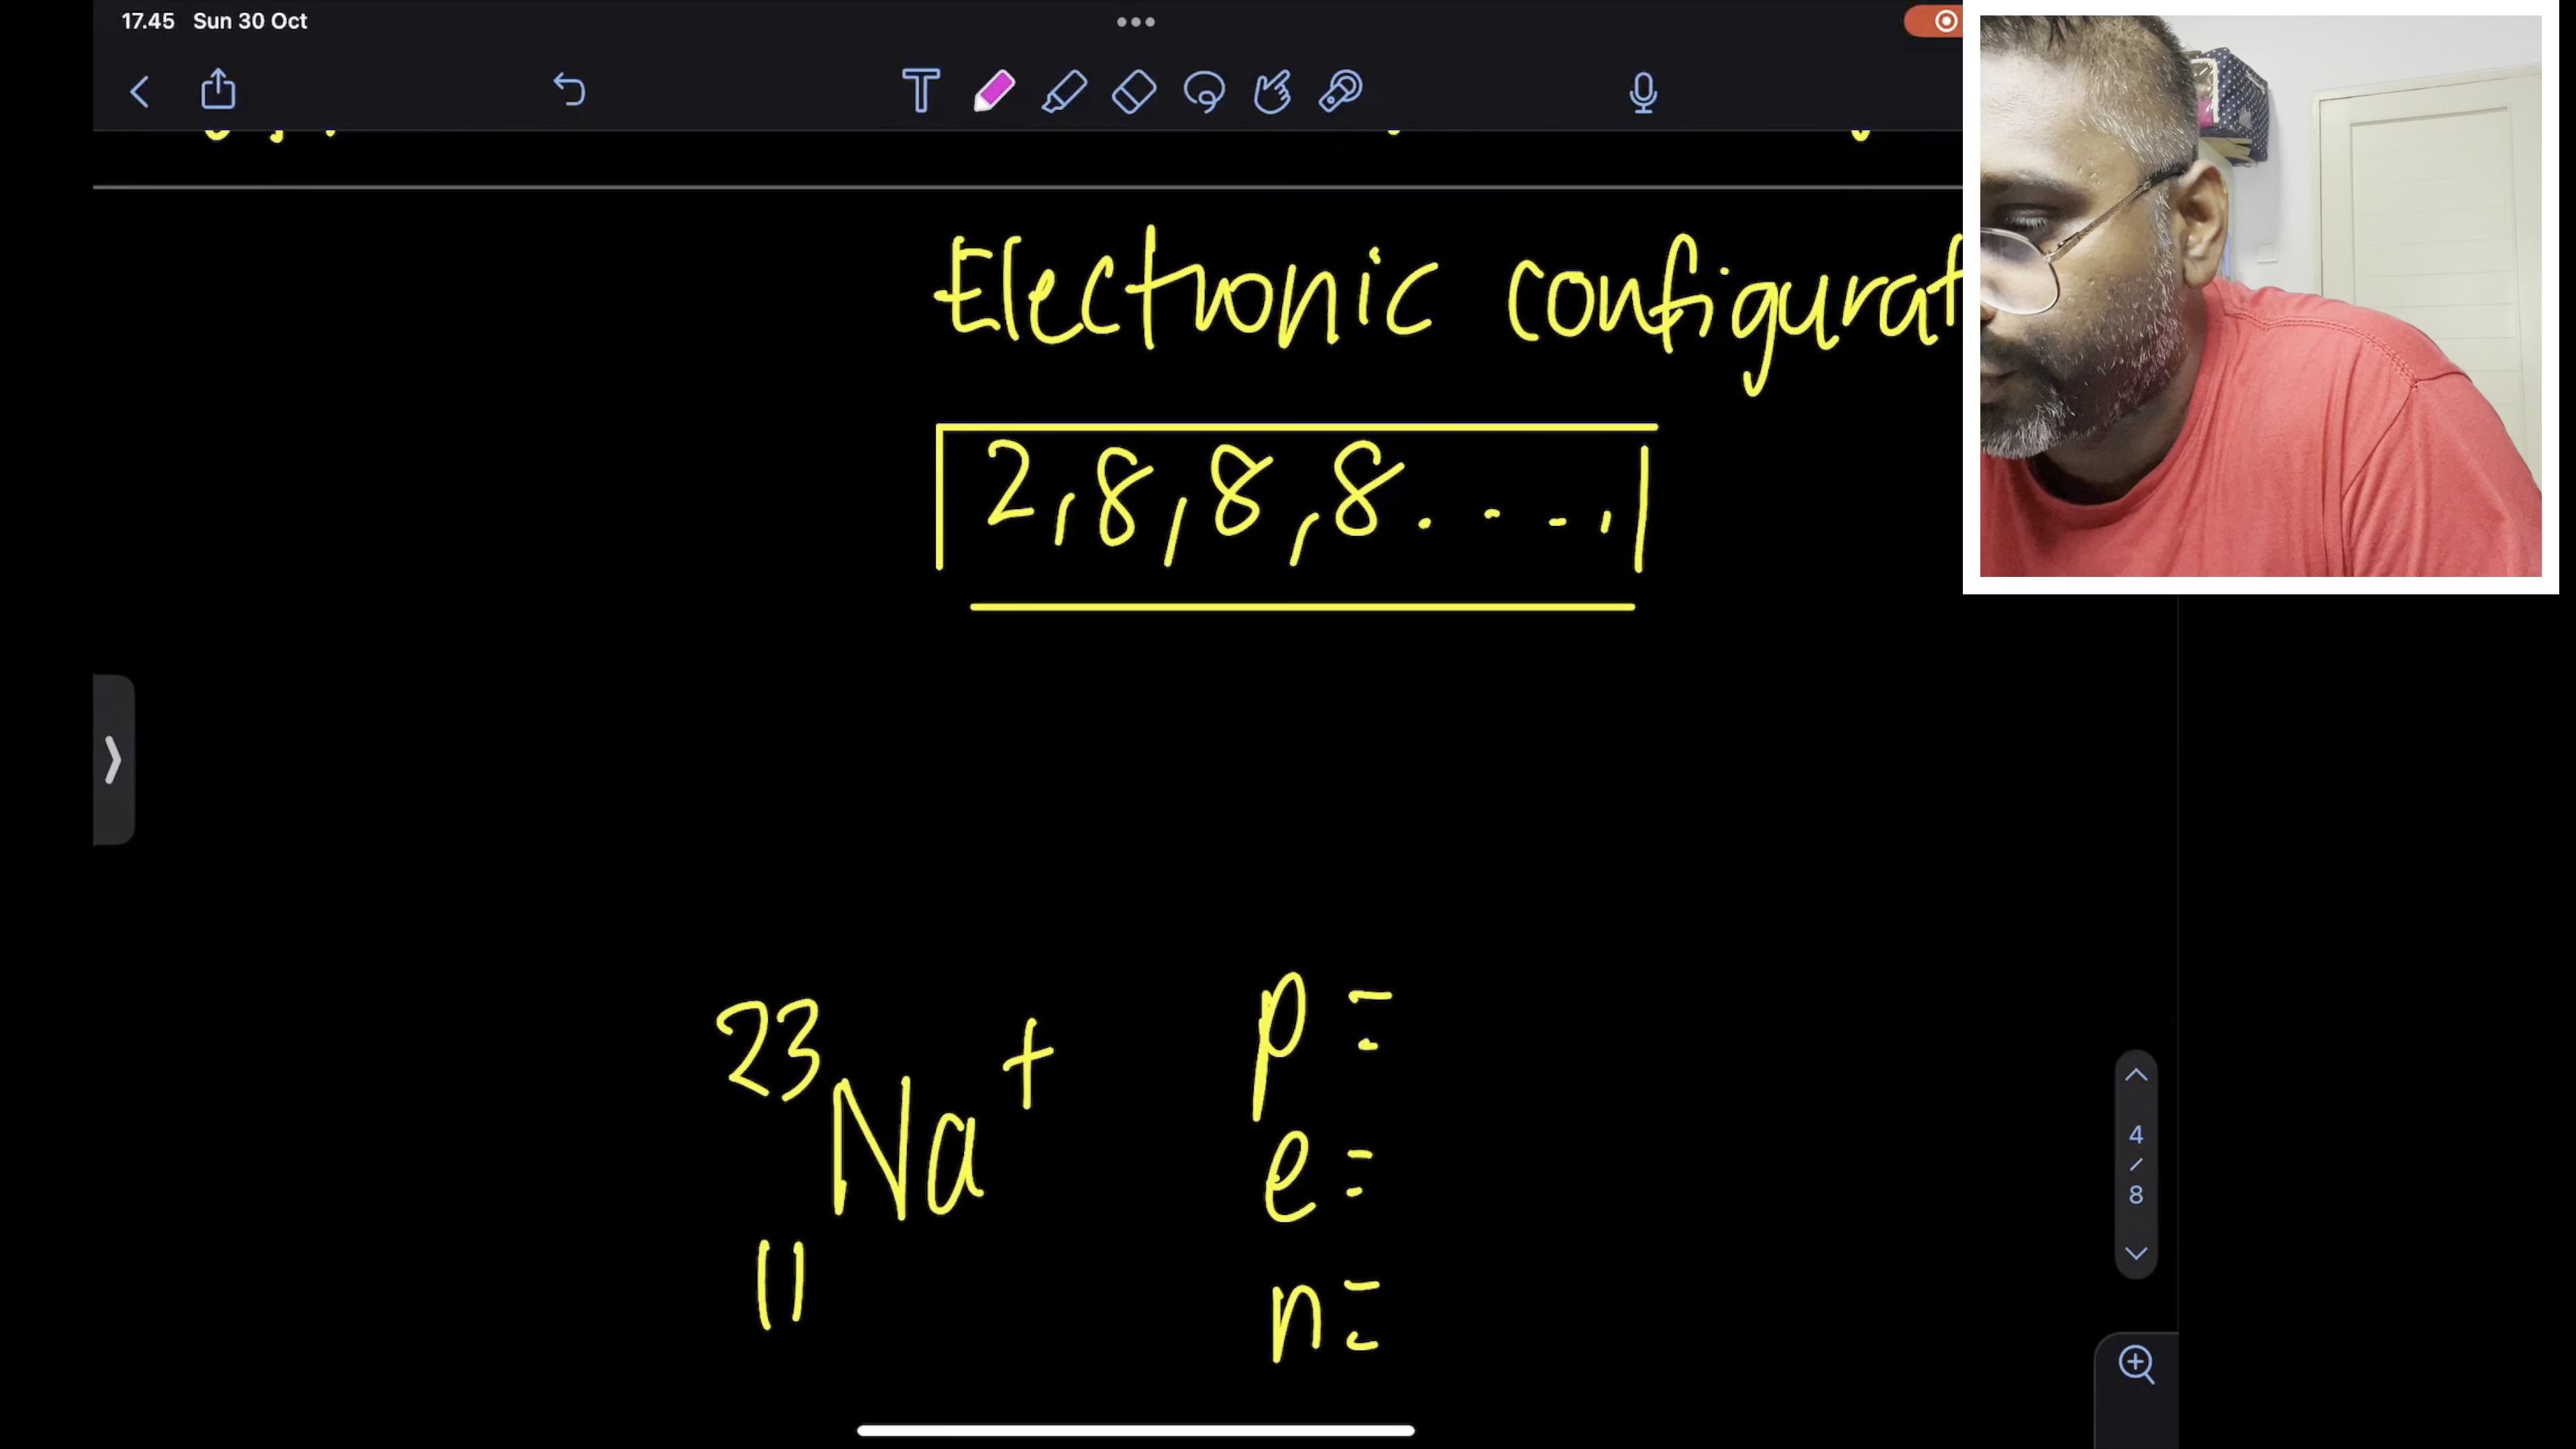 17.45 Sun 30 Oct
T
Electronic configurat
2,8,8,8.....
23
Na+
11
p =
e =
n =
4
/
8